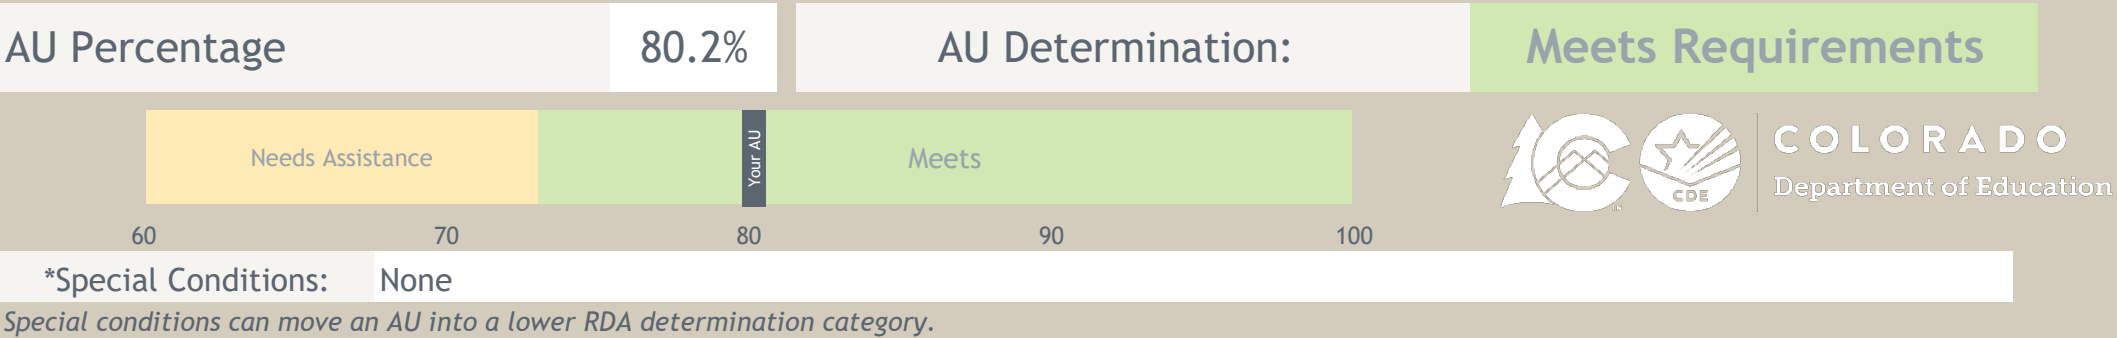 AU Percentage 80.2% AU Determination: Meets Requirements
Needs Assistance Your AU Meets
COLORADO
Department of Education
CDE
60 70 80 90 100
*Special Conditions: None
Special conditions can move an AU into a lower RDA determination category.